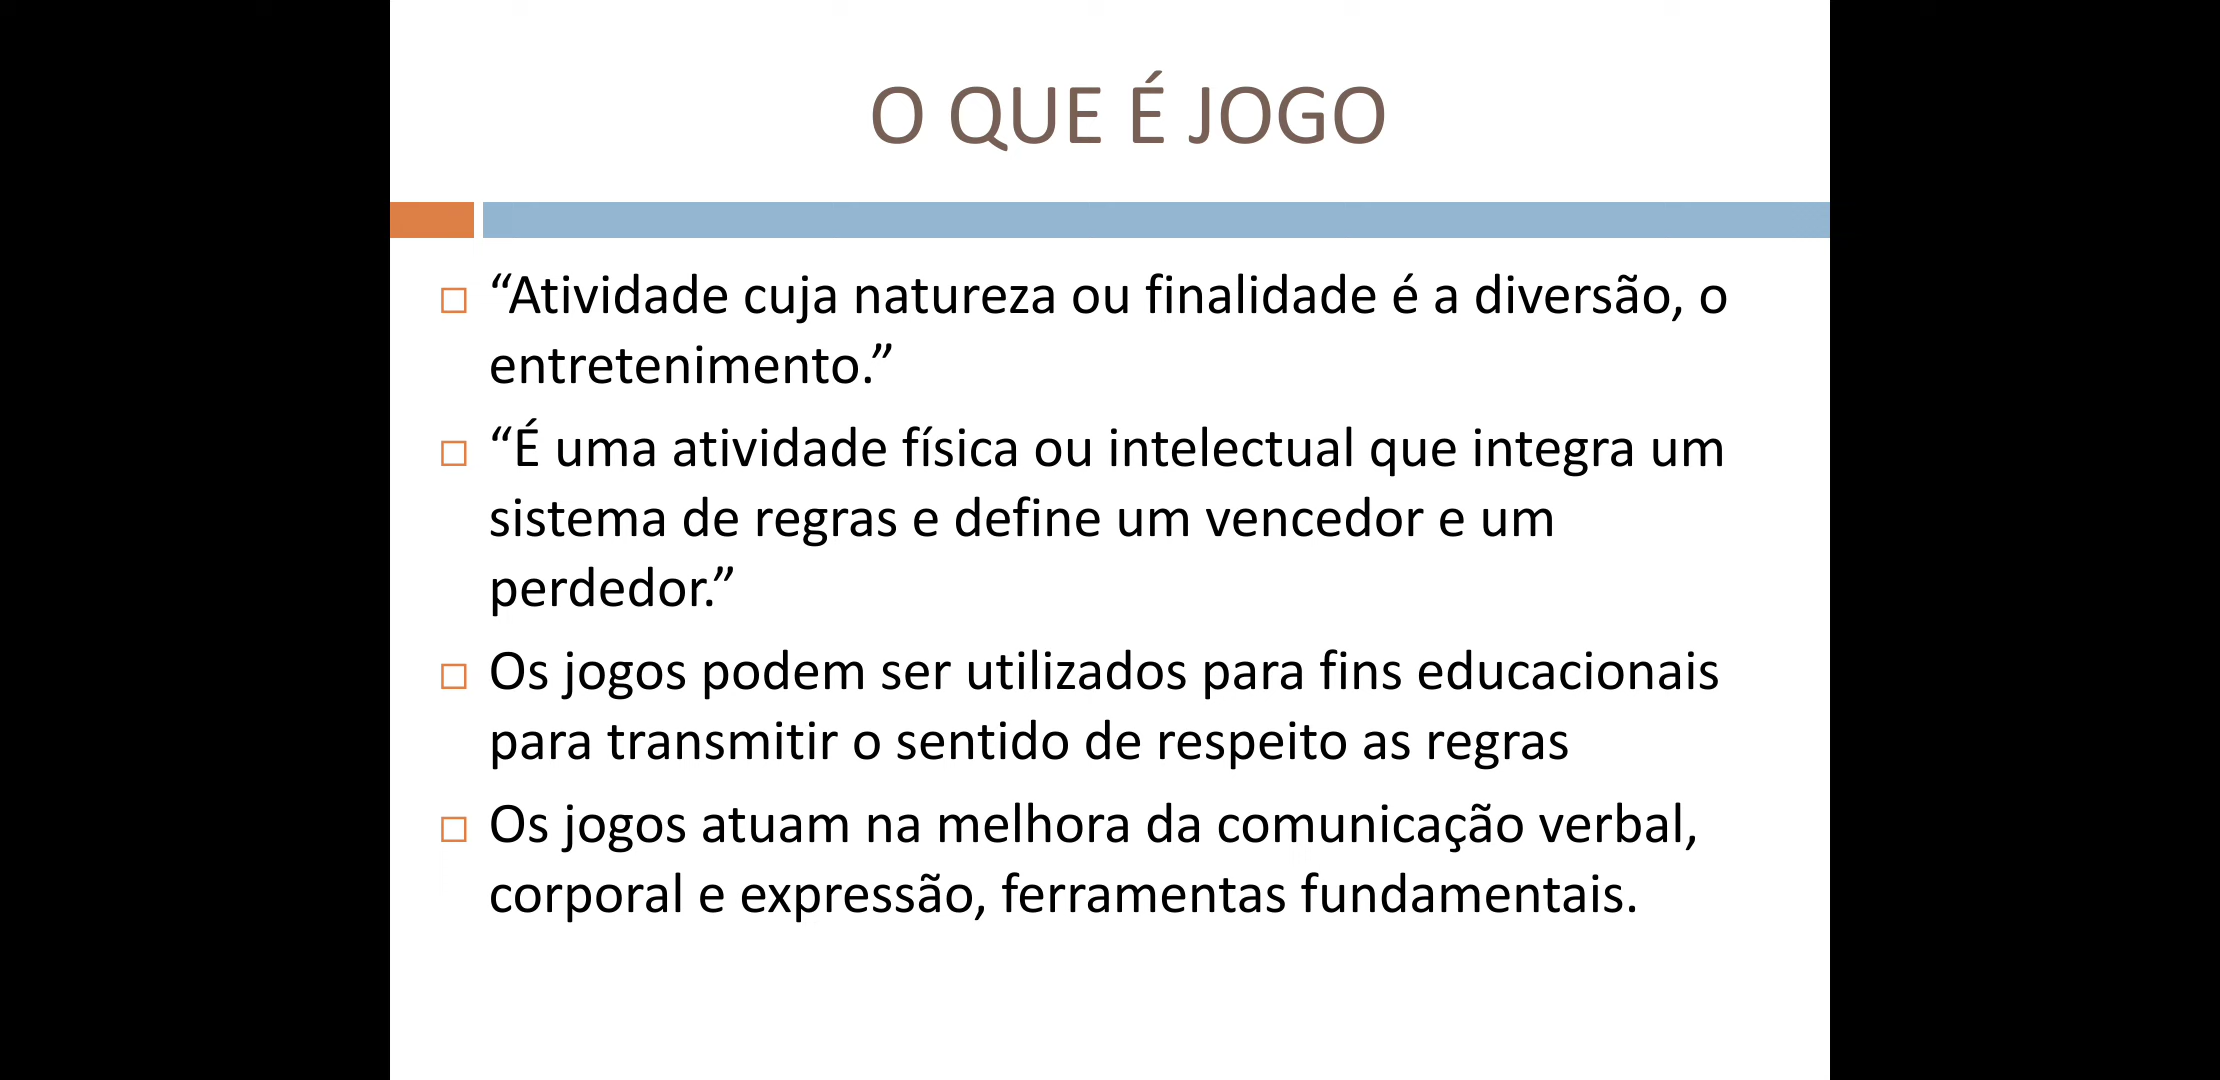 O QUE É JOGO
“Atividade cuja natureza ou finalidade é a diversão, o
entretenimento.”
“É uma atividade física ou intelectual que integra um
sistema de regras e define um vencedor e um
perdedor.”
Os jogos podem ser utilizados para fins educacionais
para transmitir o sentido de respeito as regras
Os jogos atuam na melhora da comunicação verbal,
corporal e expressão, ferramentas fundamentais.